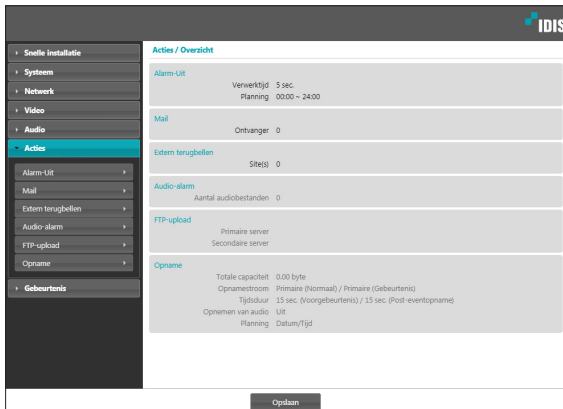 IDIS
Snelle installatie
Systeem
Netwerk
Video
Audio
Acties
Alarm-Uit
Mail
Extern terugbellen
Audio-alarm
FTP-upload
Opname
Gebeurtenis
Acties / Overzicht
Alarm-Uit
Verwerktijd 5 sec.
Planning 00:00 ~ 24:00
Mail
Ontvanger 0
Extern terugbellen
Site(s) 0
Audio-alarm
Aantal audiobestanden 0
FTP-upload
Primaire server
Secondaire server
Opname
Totale capaciteit 0.00 byte
Opnamestroom Primaire (Normaal) / Primaire (Gebeurtenis)
Tijdsduur 15 sec. (Voorgebeurtenis) / 15 sec. (Post-eventopname)
Opnemen van audio Uit
Planning Datum/Tijd
Opslaan